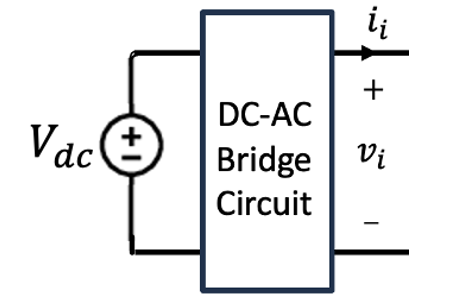 i_i
+
DC-AC
V_dc
+
−
Bridge
v_i
Circuit
−